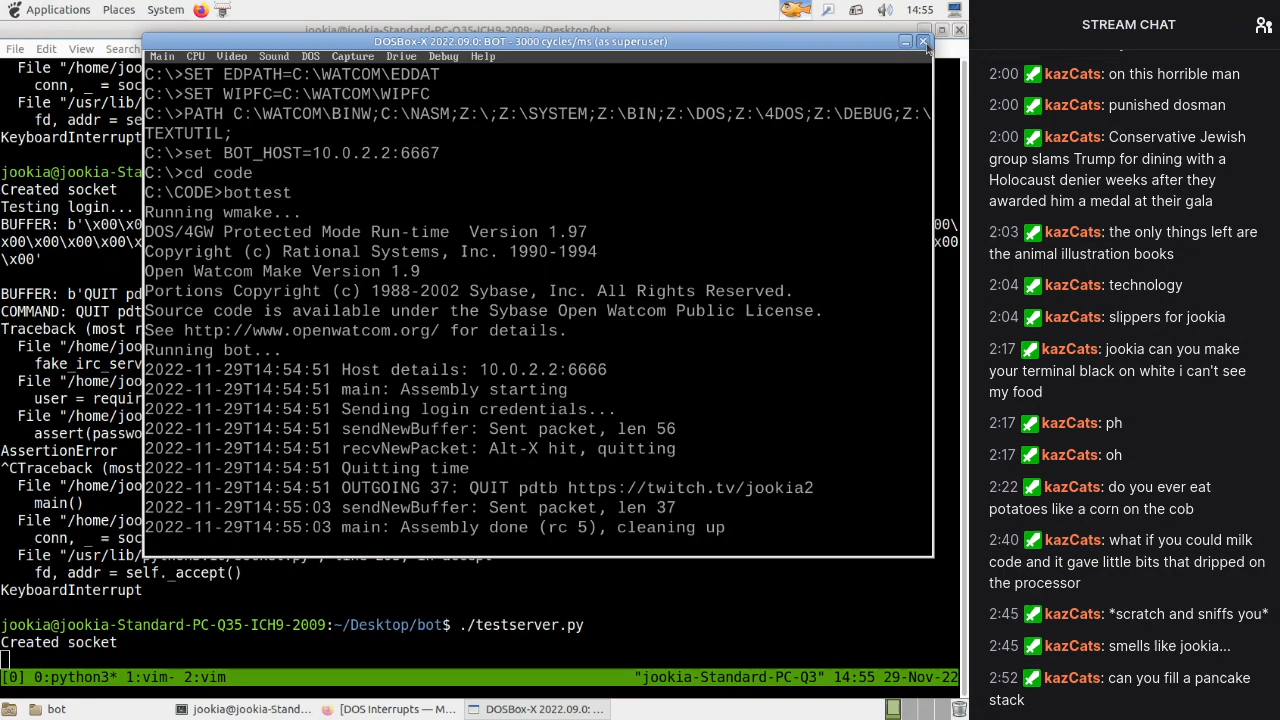 Applications Places System 14:55
~/Desktop/bot
File Edit View Search
DOSBox-X 2022.09.0: BOT - 3000 cycles/ms (as superuser)
Main CPU Video Sound DOS Capture Drive Debug Help
C:\>SET EDPATH=C:\WATCOM\EDDAT
C:\>SET WIPFC=C:\WATCOM\WIPFC
C:\>PATH C:\WATCOM\BINW;C:\NASM;Z:\;Z:\SYSTEM;Z:\BIN;Z:\DOS;Z:\4DOS;Z:\DEBUG;Z:\
TEXTUTIL;
C:\>set BOT_HOST=10.0.2.2:6667
C:\>cd code
C:\CODE>bottest
Running wmake...
DOS/4GW Protected Mode Run-time Version 1.97
Copyright (c) Rational Systems, Inc. 1990-1994
Open Watcom Make Version 1.9
Portions Copyright (c) 1988-2002 Sybase, Inc. All Rights Reserved.
Source code is available under the Sybase Open Watcom Public License.
See http://www.openwatcom.org/ for details.
Running bot...
2022-11-29T14:54:51 Host details: 10.0.2.2:6666
2022-11-29T14:54:51 main: Assembly starting
2022-11-29T14:54:51 Sending login credentials...
2022-11-29T14:54:51 sendNewBuffer: Sent packet, len 56
2022-11-29T14:54:51 recvNewPacket: Alt-X hit, quitting
2022-11-29T14:54:51 Quitting time
2022-11-29T14:54:51 OUTGOING 37: QUIT pdtb https://twitch.tv/jookia2
2022-11-29T14:55:03 sendNewBuffer: Sent packet, len 37
2022-11-29T14:55:03 main: Assembly done (rc 5), cleaning up
File "/home/joo
conn, _ = soc
File "/usr/lib/
fd, addr = se
KeyboardInterrupt
jookia@jookia-Sta
Created socket
Testing login...
BUFFER: b'\x00\x0
x00\x00\x00\x00\x
\x00'
BUFFER: b'QUIT pd
COMMAND: QUIT pdt
Traceback (most r
File "/home/joo
fake_irc_serv
File "/home/joo
user = requir
File "/home/joo
assert(passwo
AssertionError
^CTraceback (most
File "/home/joo
main()
File "/home/joo
conn, _ = soc
fd, addr = self._accept()
KeyboardInterrupt
jookia@jookia-Standard-PC-Q35-ICH9-2009:~/Desktop/bot$ ./testserver.py
Created socket
[0] 0:python3* 1:vim- 2:vim "jookia-Standard-PC-Q3" 14:55 29-Nov-22
bot jookia@jookia-Standard... [DOS Interrupts — M... DOSBox-X 2022.09.0: ...
STREAM CHAT
2:00 kazCats: on this horrible man
2:00 kazCats: punished dosman
2:00 kazCats: Conservative Jewish
group slams Trump for dining with a
Holocaust denier weeks after they
awarded him a medal at their gala
2:03 kazCats: the only things left are
the animal illustration books
2:04 kazCats: technology
2:04 kazCats: slippers for jookia
2:17 kazCats: jookia can you make
your terminal black on white i can't see
my food
2:17 kazCats: ph
2:17 kazCats: oh
2:22 kazCats: do you ever eat
potatoes like a corn on the cob
2:40 kazCats: what if you could milk
code and it gave little bits that dripped on
the processor
2:45 kazCats: *scratch and sniffs you*
2:45 kazCats: smells like jookia...
2:52 kazCats: can you fill a pancake
stack